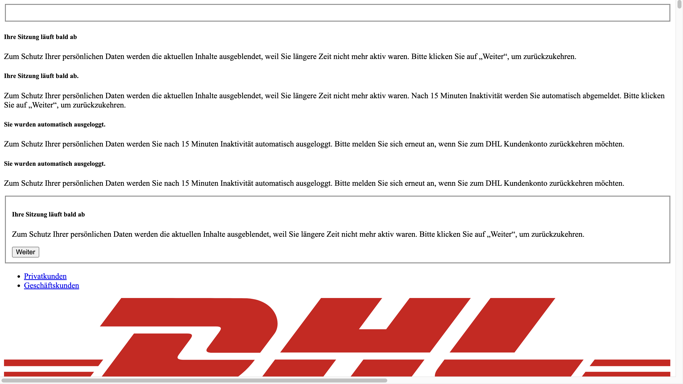 Ihre Sitzung läuft bald ab
Zum Schutz Ihrer persönlichen Daten werden die aktuellen Inhalte ausgeblendet, weil Sie längere Zeit nicht mehr aktiv waren. Bitte klicken Sie auf „Weiter“, um zurückzukehren.
Ihre Sitzung läuft bald ab.
Zum Schutz Ihrer persönlichen Daten werden die aktuellen Inhalte ausgeblendet, weil Sie längere Zeit nicht mehr aktiv waren. Nach 15 Minuten Inaktivität werden Sie automatisch abgemeldet. Bitte klicken
Sie auf „Weiter“, um zurückzukehren.
Sie wurden automatisch ausgeloggt.
Zum Schutz Ihrer persönlichen Daten werden Sie nach 15 Minuten Inaktivität automatisch ausgeloggt. Bitte melden Sie sich erneut an, wenn Sie zum DHL Kundenkonto zurückkehren möchten.
Sie wurden automatisch ausgeloggt.
Zum Schutz Ihrer persönlichen Daten werden Sie nach 15 Minuten Inaktivität automatisch ausgeloggt. Bitte melden Sie sich erneut an, wenn Sie zum DHL Kundenkonto zurückkehren möchten.
Ihre Sitzung läuft bald ab
Zum Schutz Ihrer persönlichen Daten werden die aktuellen Inhalte ausgeblendet, weil Sie längere Zeit nicht mehr aktiv waren. Bitte klicken Sie auf „Weiter“, um zurückzukehren.
Weiter
Privatkunden
Geschäftskunden
DHL